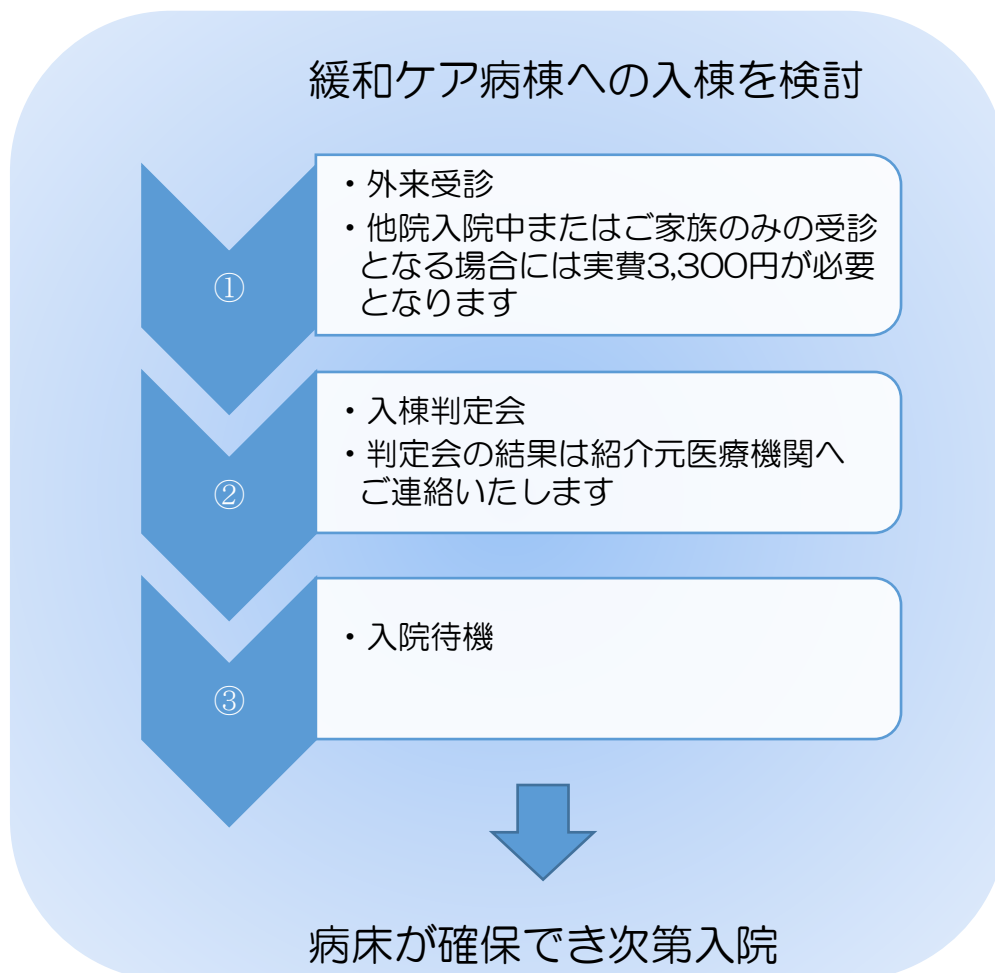 緩和ケア病棟への入棟を検討
①
・外来受診
・他院入院中またはご家族のみの受診
となる場合には実費3,300円が必要
となります
②
・入棟判定会
・判定会の結果は紹介元医療機関へ
ご連絡いたします
③
・入院待機
病床が確保でき次第入院